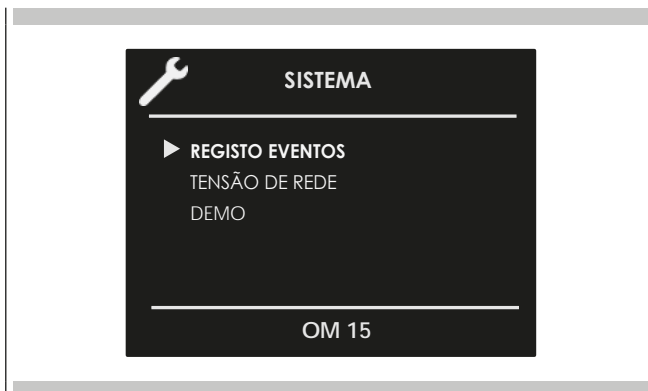 SISTEMA
REGISTO EVENTOS
TENSÃO DE REDE
DEMO
OM 15